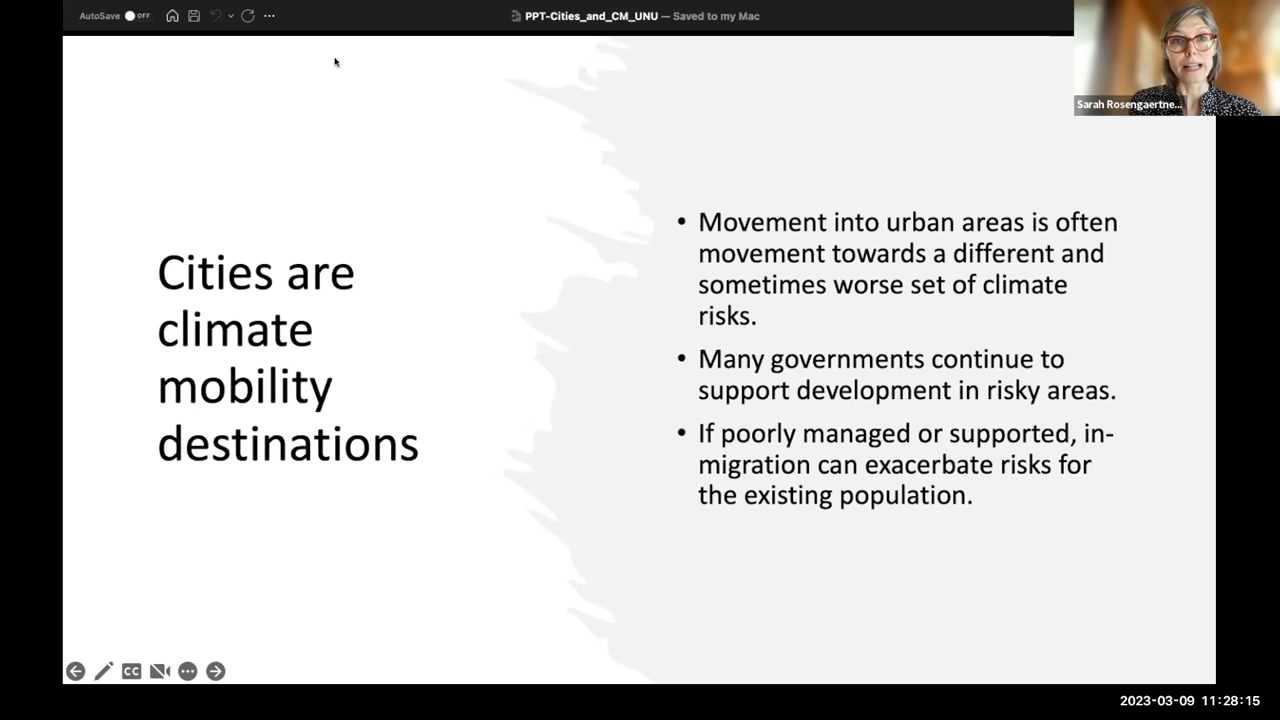 AutoSave OFF
PPT-Cities_and_CM_UNU — Saved to my Mac
Sarah Rosengaertne...
Cities are
climate
mobility
destinations
• Movement into urban areas is often
movement towards a different and
sometimes worse set of climate
risks.
• Many governments continue to
support development in risky areas.
• If poorly managed or supported, in-
migration can exacerbate risks for
the existing population.
CC
2023-03-09 11:28:15